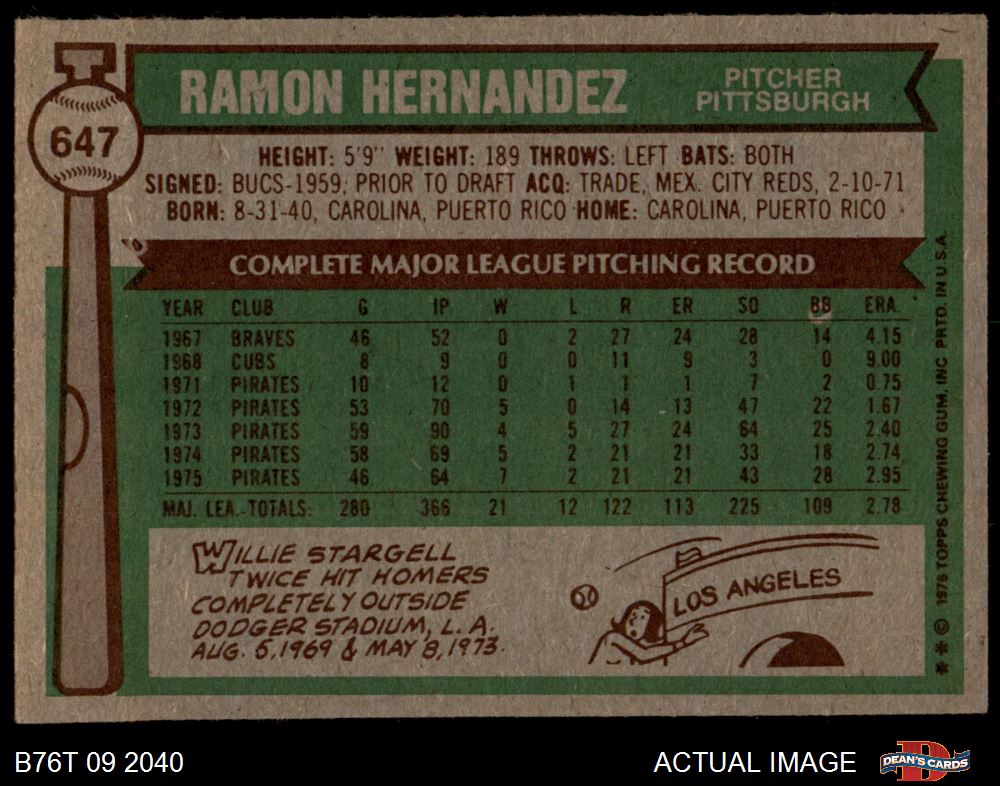 RAMON HERNANDEZ
PITCHER
PITTSBURGH
647
HEIGHT: 5'9" WEIGHT: 189 THROWS: LEFT BATS: BOTH
SIGNED: BUCS-1959, PRIOR TO DRAFT ACQ: TRADE, MEX. CITY REDS, 2-10-71
BORN: 8-31-40, CAROLINA, PUERTO RICO HOME: CAROLINA, PUERTO RICO
COMPLETE MAJOR LEAGUE PITCHING RECORD
YEAR CLUB G IP W L R ER SO BB ERA.
1967 BRAVES 46 52 0 2 27 24 28 14 4.15
1968 CUBS 8 9 0 0 11 9 3 0 9.00
1971 PIRATES 10 12 0 1 1 1 7 2 0.75
1972 PIRATES 53 70 5 0 14 13 47 22 1.67
1973 PIRATES 59 90 4 5 27 24 64 25 2.40
1974 PIRATES 58 69 5 2 21 21 33 18 2.74
1975 PIRATES 46 64 7 2 21 21 43 28 2.95
MAJ. LEA. TOTALS: 280 366 21 12 122 113 225 109 2.78
WILLIE STARGELL
TWICE HIT HOMERS
COMPLETELY OUTSIDE
DODGER STADIUM, L.A.
AUG. 5, 1969 & MAY 8, 1973.
LOS ANGELES
** © 1976 TOPPS CHEWING GUM, INC. PRTD. IN U.S.A.
B76T 09 2040
ACTUAL IMAGE
D
DEAN'S CARDS